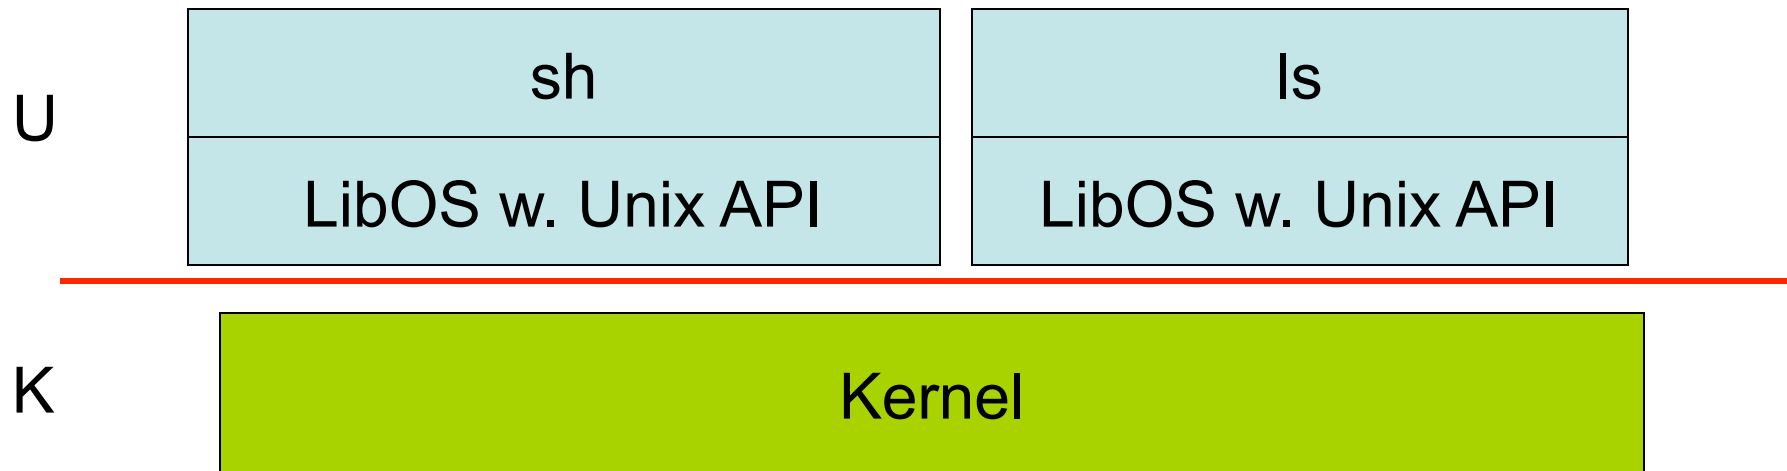 U
sh
ls
LibOS w. Unix API
LibOS w. Unix API
K
Kernel